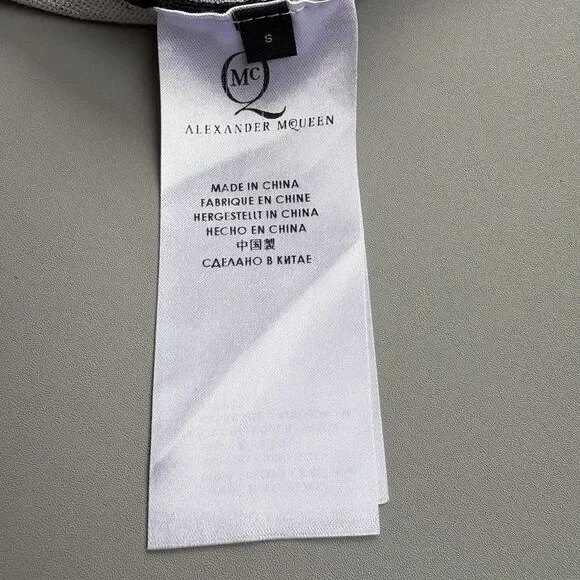 S
McQ
ALEXANDER McQUEEN
MADE IN CHINA
FABRIQUE EN CHINE
HERGESTELLT IN CHINA
HECHO EN CHINA
中国製
СДЕЛАНО В КИТАЕ